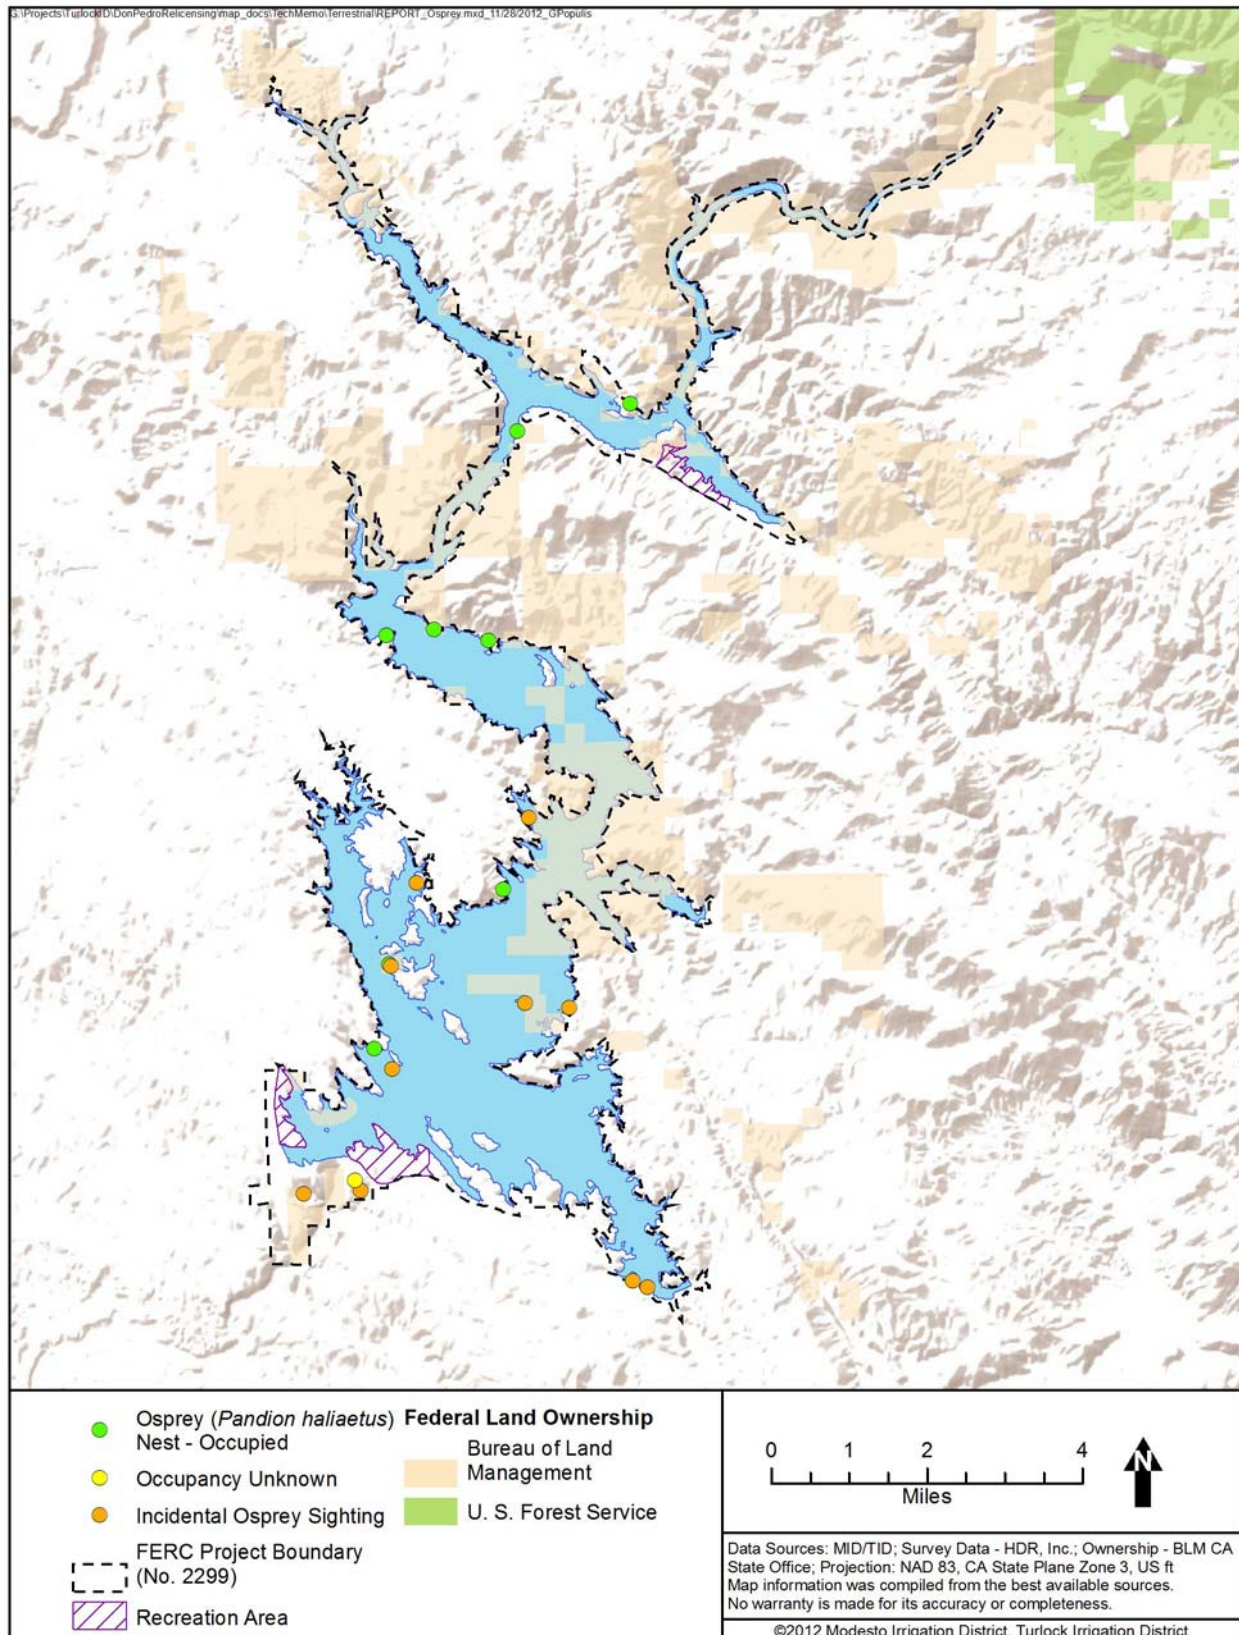 G:\Projects\TurlockID\DonPedroRelicensing\map_docs\TechMemo\Terrestrial\REPORT_Osprey.mxd_11/28/2012_GPopulis
Osprey (Pandion haliaetus)
Nest - Occupied
Occupancy Unknown
Incidental Osprey Sighting
FERC Project Boundary
(No. 2299)
Recreation Area
Federal Land Ownership
Bureau of Land
Management
U. S. Forest Service
0 1 2 4
Miles
N
Data Sources: MID/TID; Survey Data - HDR, Inc.; Ownership - BLM CA
State Office; Projection: NAD 83, CA State Plane Zone 3, US ft
Map information was compiled from the best available sources.
No warranty is made for its accuracy or completeness.
©2012 Modesto Irrigation District, Turlock Irrigation District